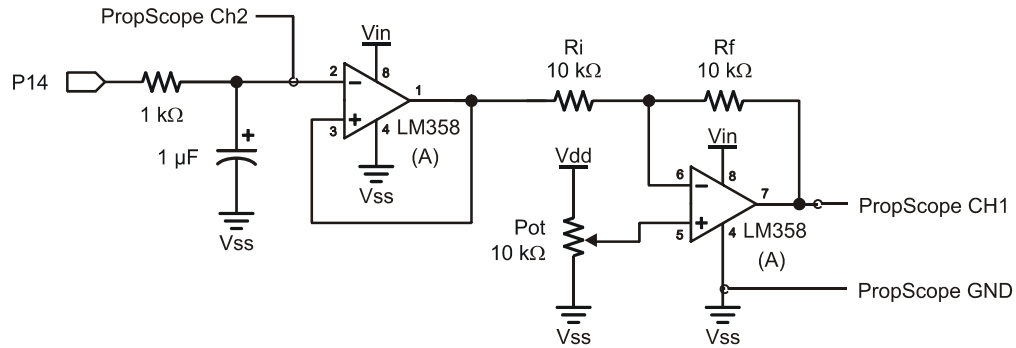 PropScope Ch2
P14
1 kΩ
+
1 µF
Vss
Vin
2
8
−
1
3
+
4
LM358
(A)
Vss
Ri
10 kΩ
Rf
10 kΩ
Vdd
Pot
10 kΩ
Vss
Vin
6
8
−
7
5
+
4
LM358
(A)
Vss
PropScope CH1
PropScope GND